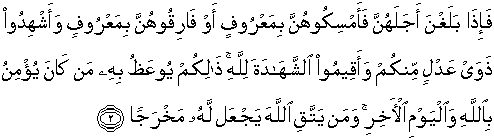 فَإِذَا بَلَغْنَ أَجَلَهُنَّ فَأَمْسِكُوهُنَّ بِمَعْرُوفٍ أَوْ فَارِقُوهُنَّ بِمَعْرُوفٍ وَأَشْهِدُوا۟
ذَوَىْ عَدْلٍ مِّنكُمْ وَأَقِيمُوا۟ ٱلشَّهَـٰدَةَ لِلَّهِ ۚ ذَٰلِكُمْ يُوعَظُ بِهِۦ مَن كَانَ يُؤْمِنُ
بِٱللَّهِ وَٱلْيَوْمِ ٱلْـَٔاخِرِ ۚ وَمَن يَتَّقِ ٱللَّهَ يَجْعَل لَّهُۥ مَخْرَجًا ﴿٢﴾